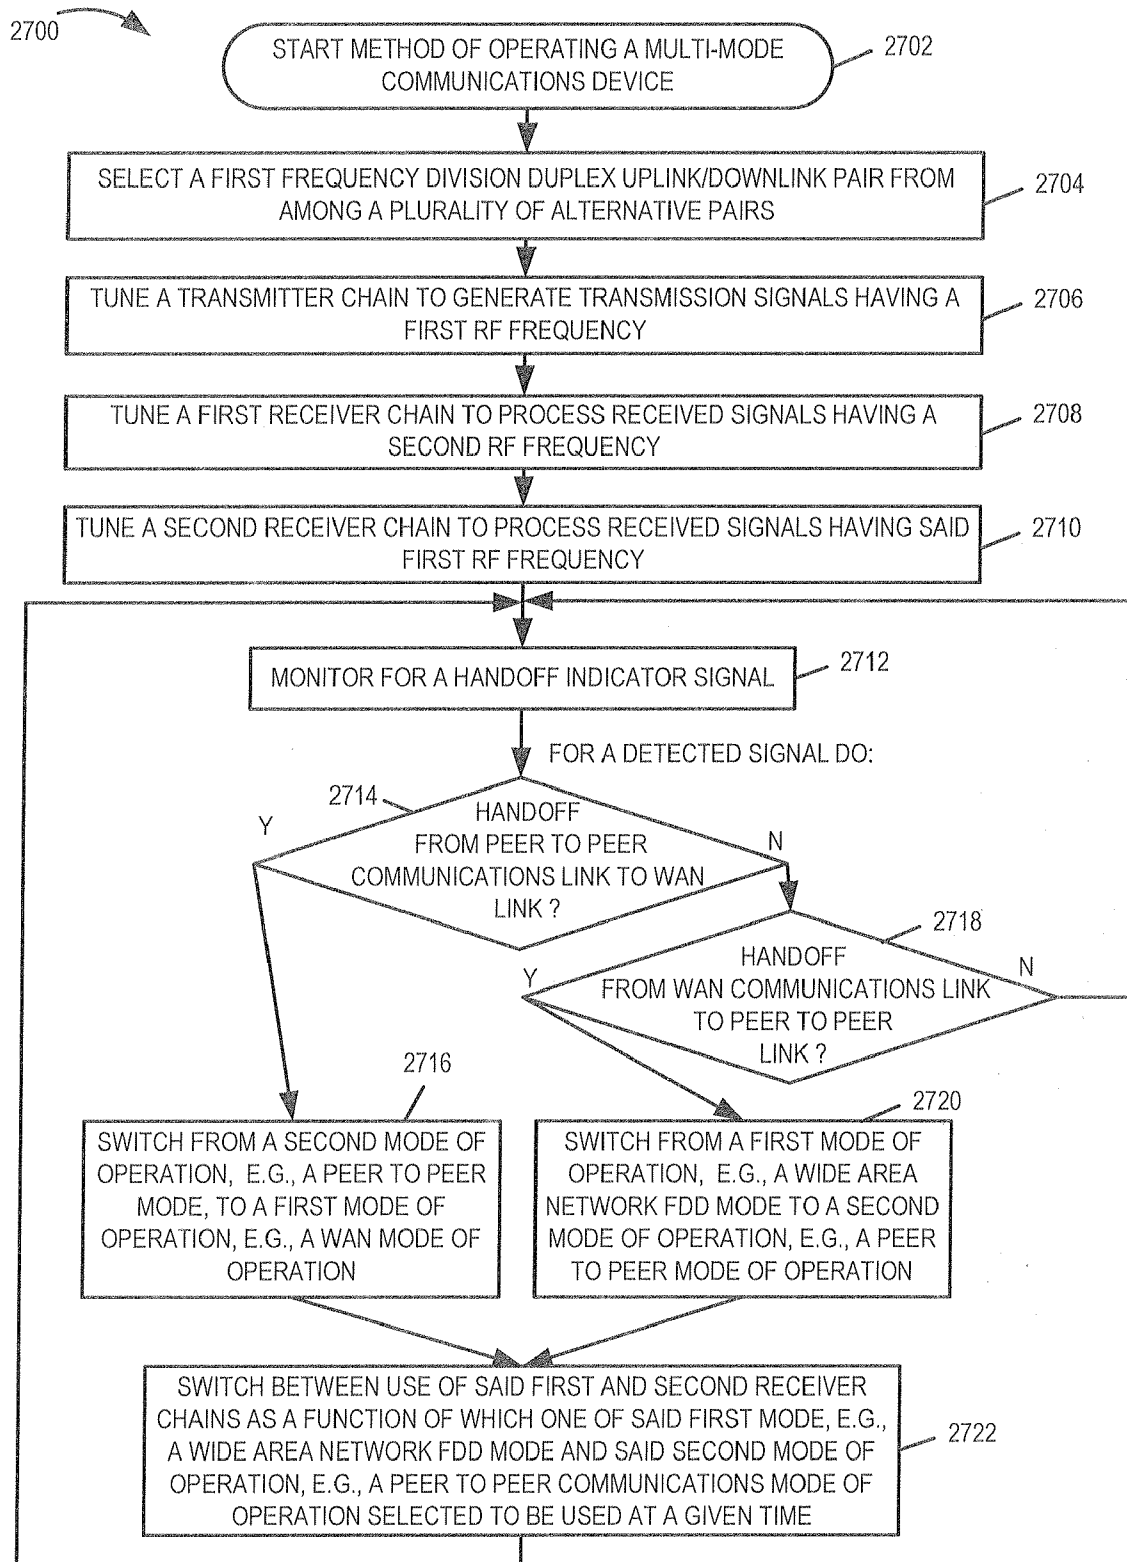 2700
START METHOD OF OPERATING A MULTI-MODE
COMMUNICATIONS DEVICE
2702
SELECT A FIRST FREQUENCY DIVISION DUPLEX UPLINK/DOWNLINK PAIR FROM
AMONG A PLURALITY OF ALTERNATIVE PAIRS
2704
TUNE A TRANSMITTER CHAIN TO GENERATE TRANSMISSION SIGNALS HAVING A
FIRST RF FREQUENCY
2706
TUNE A FIRST RECEIVER CHAIN TO PROCESS RECEIVED SIGNALS HAVING A
SECOND RF FREQUENCY
2708
TUNE A SECOND RECEIVER CHAIN TO PROCESS RECEIVED SIGNALS HAVING SAID
FIRST RF FREQUENCY
2710
MONITOR FOR A HANDOFF INDICATOR SIGNAL
2712
FOR A DETECTED SIGNAL DO:
2714
HANDOFF
FROM PEER TO PEER
COMMUNICATIONS LINK TO WAN
LINK ?
Y
N
2718
HANDOFF
FROM WAN COMMUNICATIONS LINK
TO PEER TO PEER
LINK ?
Y
N
2716
SWITCH FROM A SECOND MODE OF
OPERATION, E.G., A PEER TO PEER
MODE, TO A FIRST MODE OF
OPERATION, E.G., A WAN MODE OF
OPERATION
2720
SWITCH FROM A FIRST MODE OF
OPERATION, E.G., A WIDE AREA
NETWORK FDD MODE TO A SECOND
MODE OF OPERATION, E.G., A PEER
TO PEER MODE OF OPERATION
SWITCH BETWEEN USE OF SAID FIRST AND SECOND RECEIVER
CHAINS AS A FUNCTION OF WHICH ONE OF SAID FIRST MODE, E.G.,
A WIDE AREA NETWORK FDD MODE AND SAID SECOND MODE OF
OPERATION, E.G., A PEER TO PEER COMMUNICATIONS MODE OF
OPERATION SELECTED TO BE USED AT A GIVEN TIME
2722